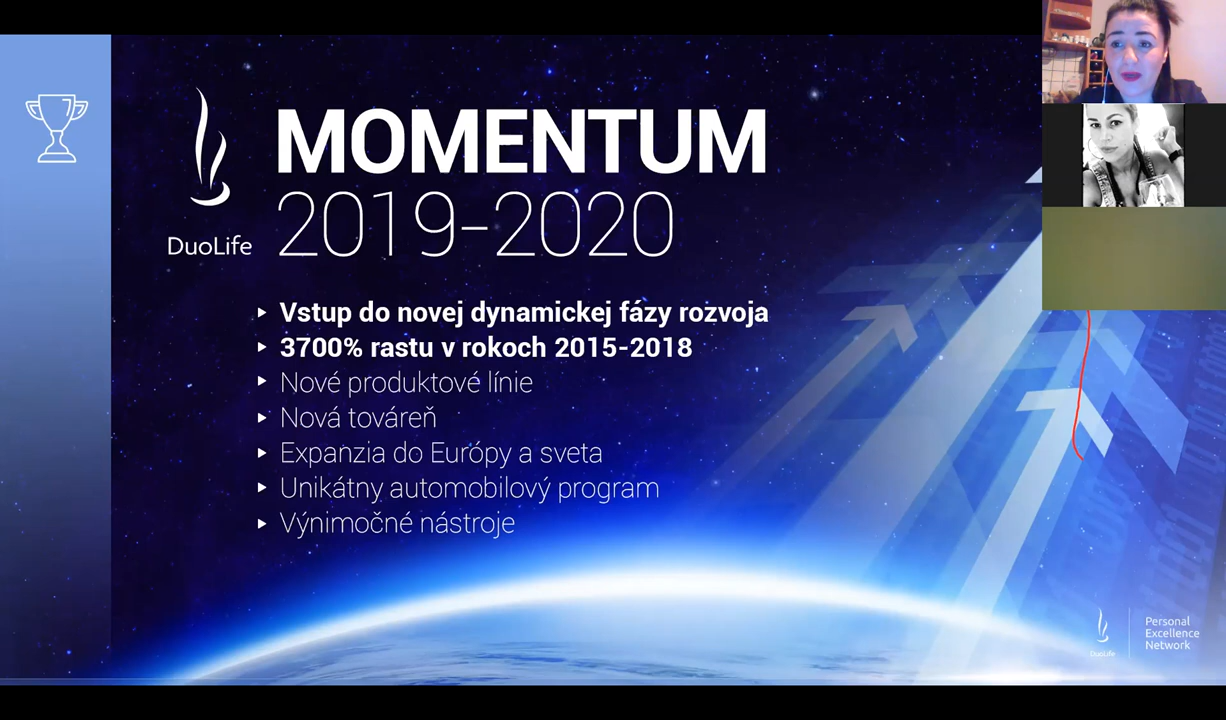 MOMENTUM
2019-2020
DuoLife
Vstup do novej dynamickej fázy rozvoja
3700% rastu v rokoch 2015-2018
Nové produktové línie
Nová továreň
Expanzia do Európy a sveta
Unikátny automobilový program
Výnimočné nástroje
DuoLife
Personal
Excellence
Network